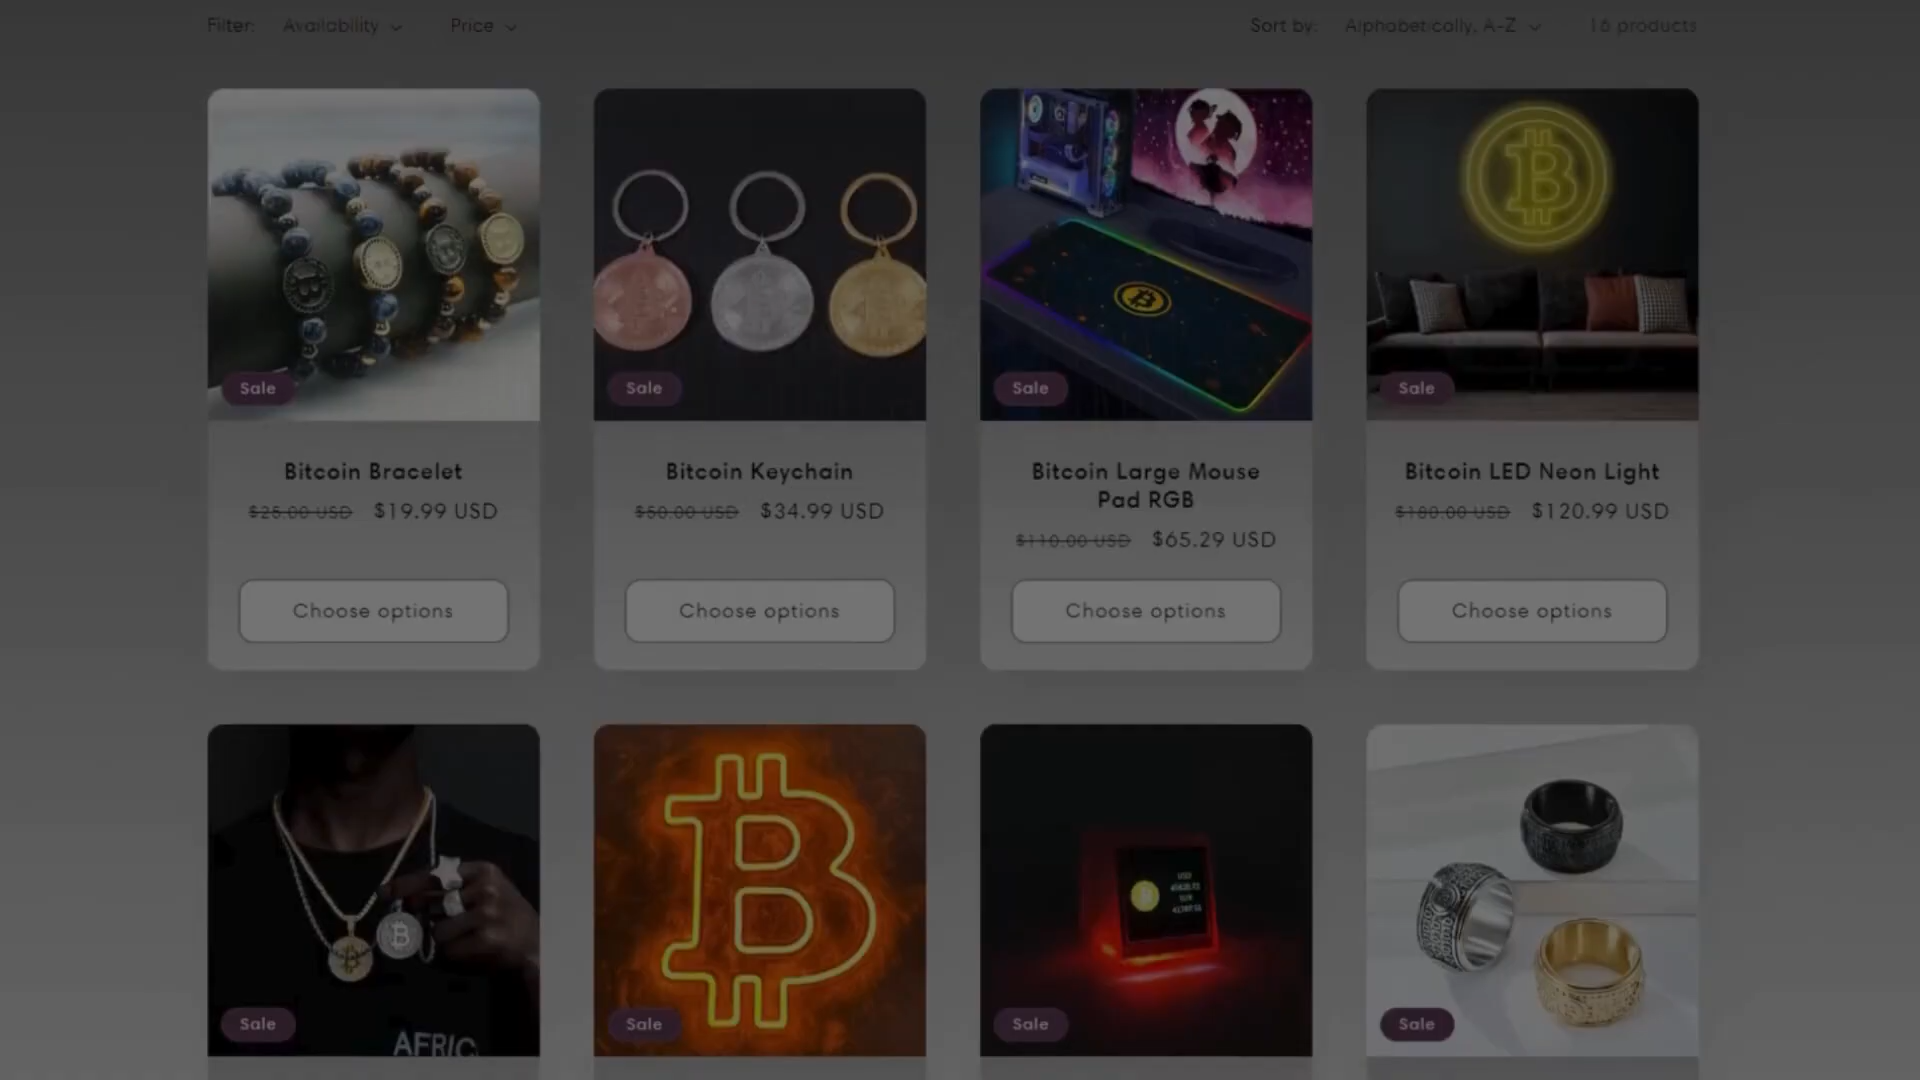 Filter: Availability Price Sort by: Alphabetically, A-Z 16 products
Sale
Sale
Sale
Sale
Bitcoin Bracelet
$25.00 USD $19.99 USD
Choose options
Bitcoin Keychain
$50.00 USD $34.99 USD
Choose options
Bitcoin Large Mouse
Pad RGB
$110.00 USD $65.29 USD
Choose options
Bitcoin LED Neon Light
$180.00 USD $120.99 USD
Choose options
AFRIC
Sale
Sale
USD
EUR
Sale
Sale